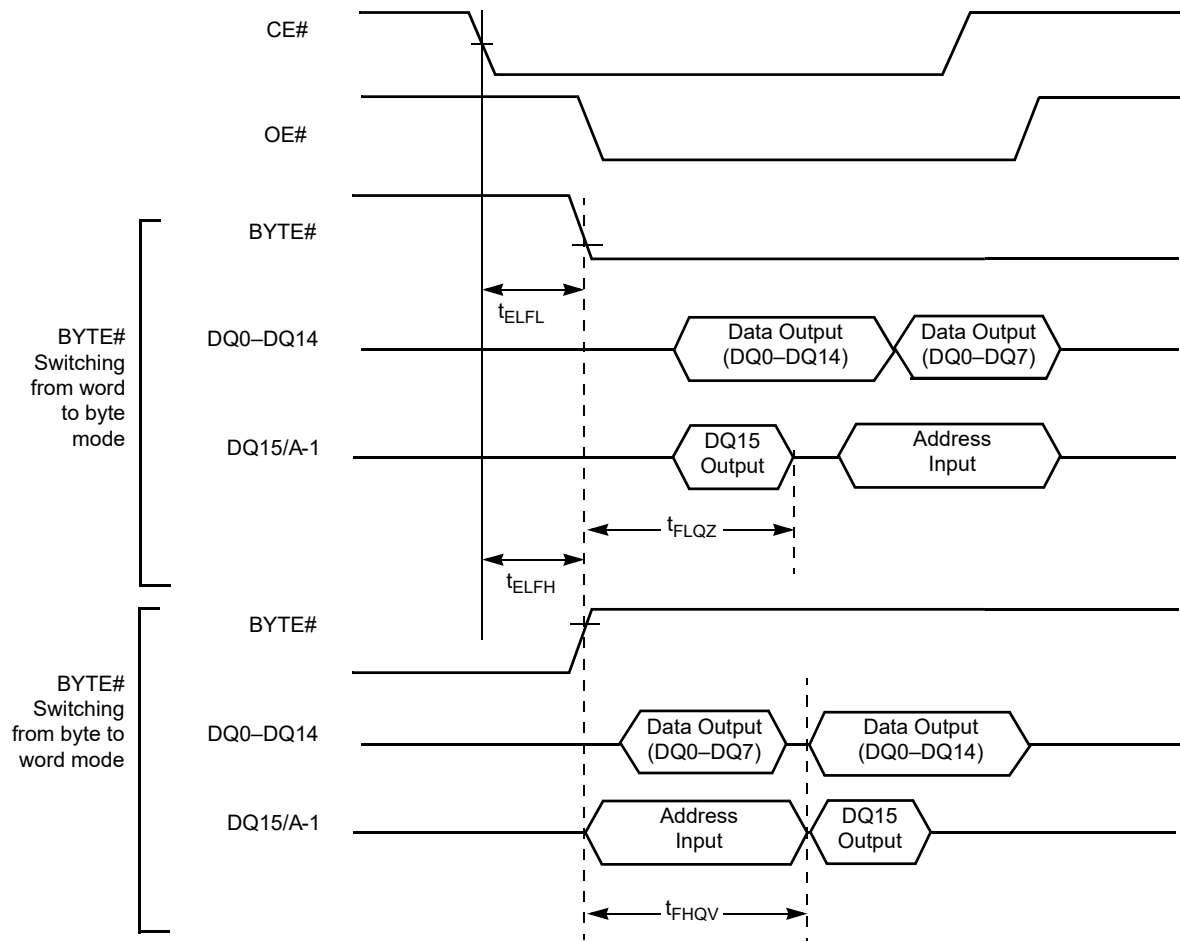 CE#
OE#
BYTE#
Switching
from word
to byte
mode
BYTE#
tELFL
DQ0–DQ14
Data Output
(DQ0–DQ14)
Data Output
(DQ0–DQ7)
DQ15/A-1
DQ15
Output
Address
Input
tFLQZ
tELFH
BYTE#
Switching
from byte to
word mode
BYTE#
DQ0–DQ14
Data Output
(DQ0–DQ7)
Data Output
(DQ0–DQ14)
DQ15/A-1
Address
Input
DQ15
Output
tFHQV